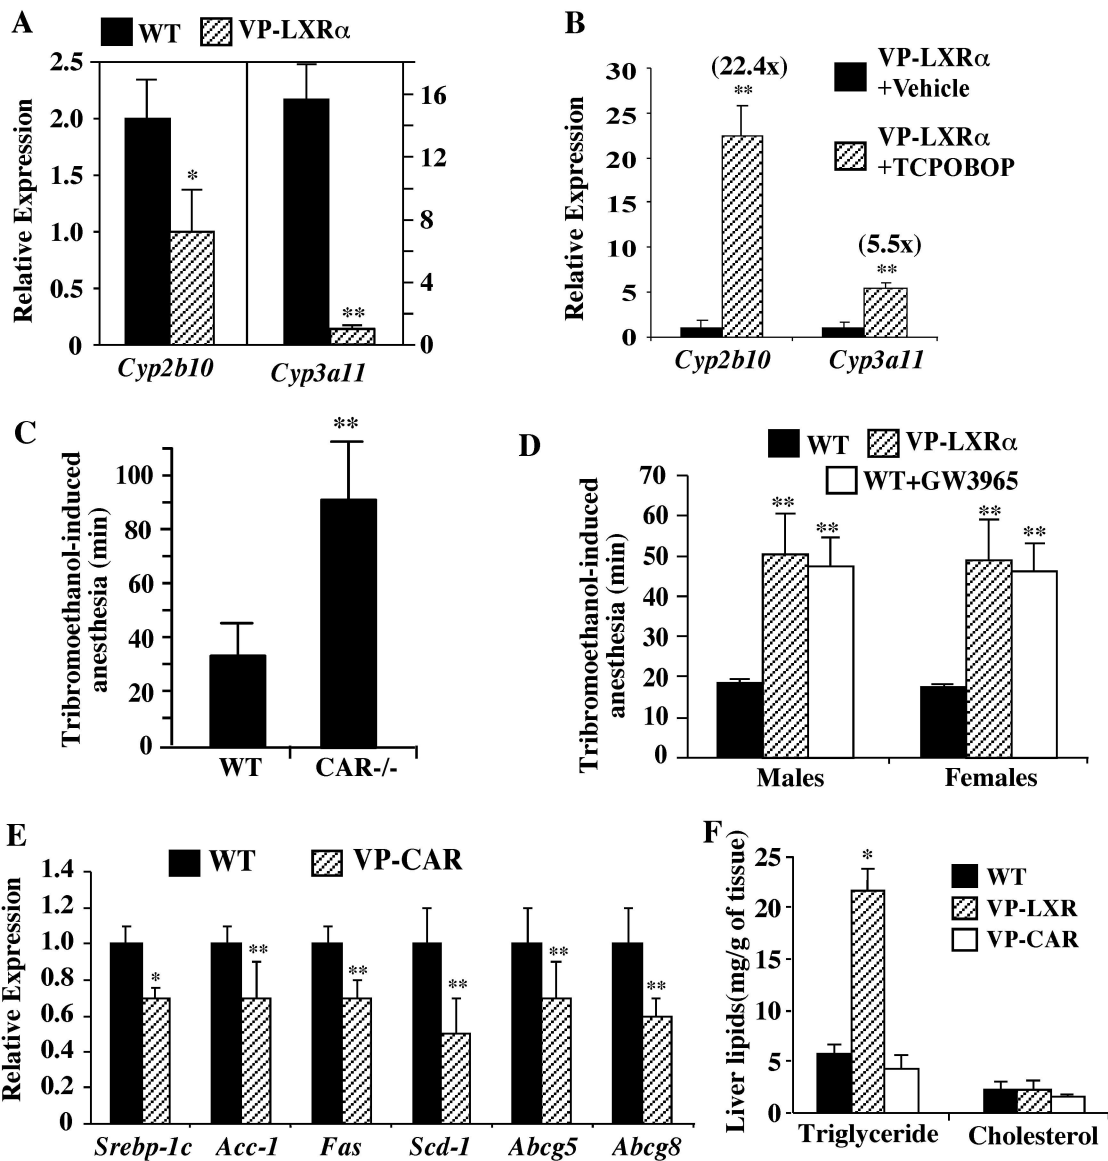 A
WT
VP-LXRα
Relative Expression
2.5
2.0
1.5
1.0
0.5
0
*
**
16
12
8
4
0
Cyp2b10
Cyp3a11
B
VP-LXRα
+Vehicle
VP-LXRα
+TCPOBOP
Relative Expression
30
25
20
15
10
5
0
(22.4x)
**
(5.5x)
**
Cyp2b10
Cyp3a11
C
Tribromoethanol-induced
anesthesia (min)
100
80
60
40
20
0
**
WT
CAR-/-
D
WT
VP-LXRα
WT+GW3965
Tribromoethanol-induced
anesthesia (min)
70
60
50
40
30
20
10
0
**
**
**
**
Males
Females
E
WT
VP-CAR
Relative Expression
1.4
1.2
1.0
0.8
0.6
0.4
0.2
0
*
**
**
**
**
**
Srebp-1c
Acc-1
Fas
Scd-1
Abcg5
Abcg8
F
WT
VP-LXR
VP-CAR
Liver lipids(mg/g of tissue)
25
20
15
10
5
0
*
Triglyceride
Cholesterol